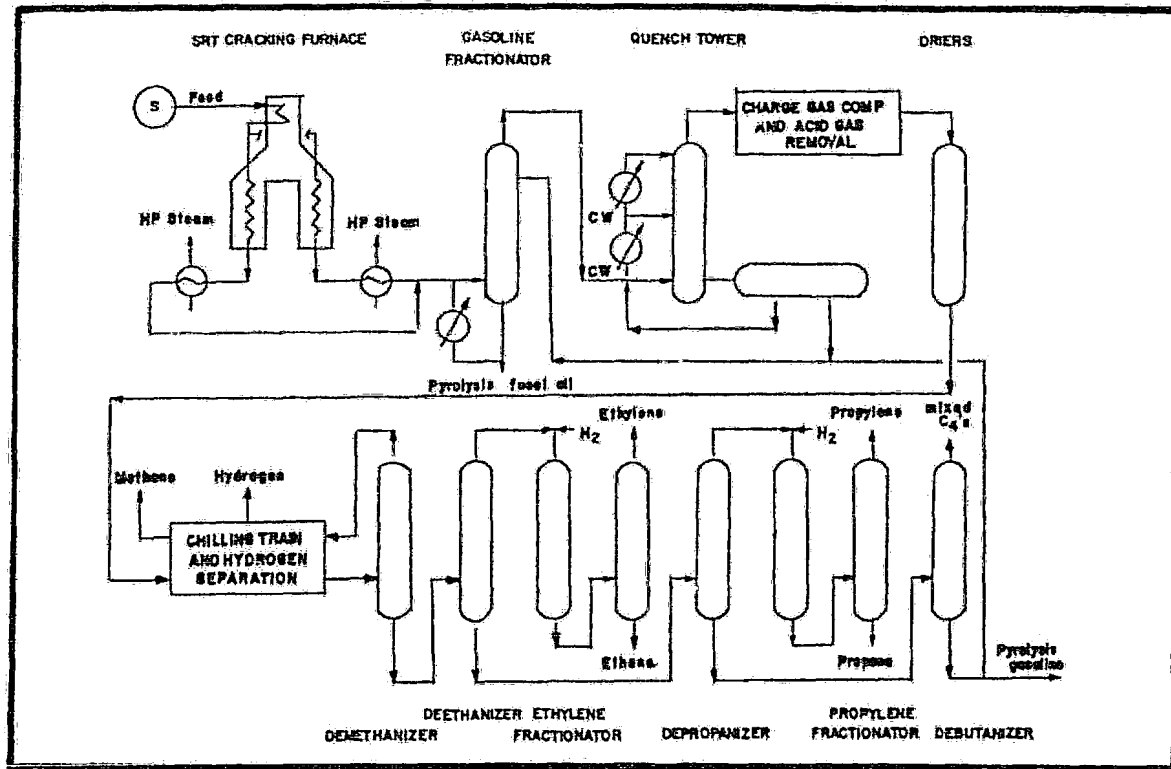 SRT CRACKING FURNACE
GASOLINE
FRACTIONATOR
QUENCH TOWER
DRIERS
S
Feed
CHARGE GAS COMP
AND ACID GAS
REMOVAL
HP Steam
HP Steam
CW
CW
Pyrolysis fosel oil
Ethylene
H2
Propylene
H2
mixed
C4's
Methane
Hydrogen
CHILLING TRAIN
AND HYDROGEN
SEPARATION
Ethane
Propane
Pyrolysis
gasoline
DEMETHANIZER
DEETHANIZER
ETHYLENE
FRACTIONATOR
DEPROPANIZER
PROPYLENE
FRACTIONATOR
DEBUTANIZER